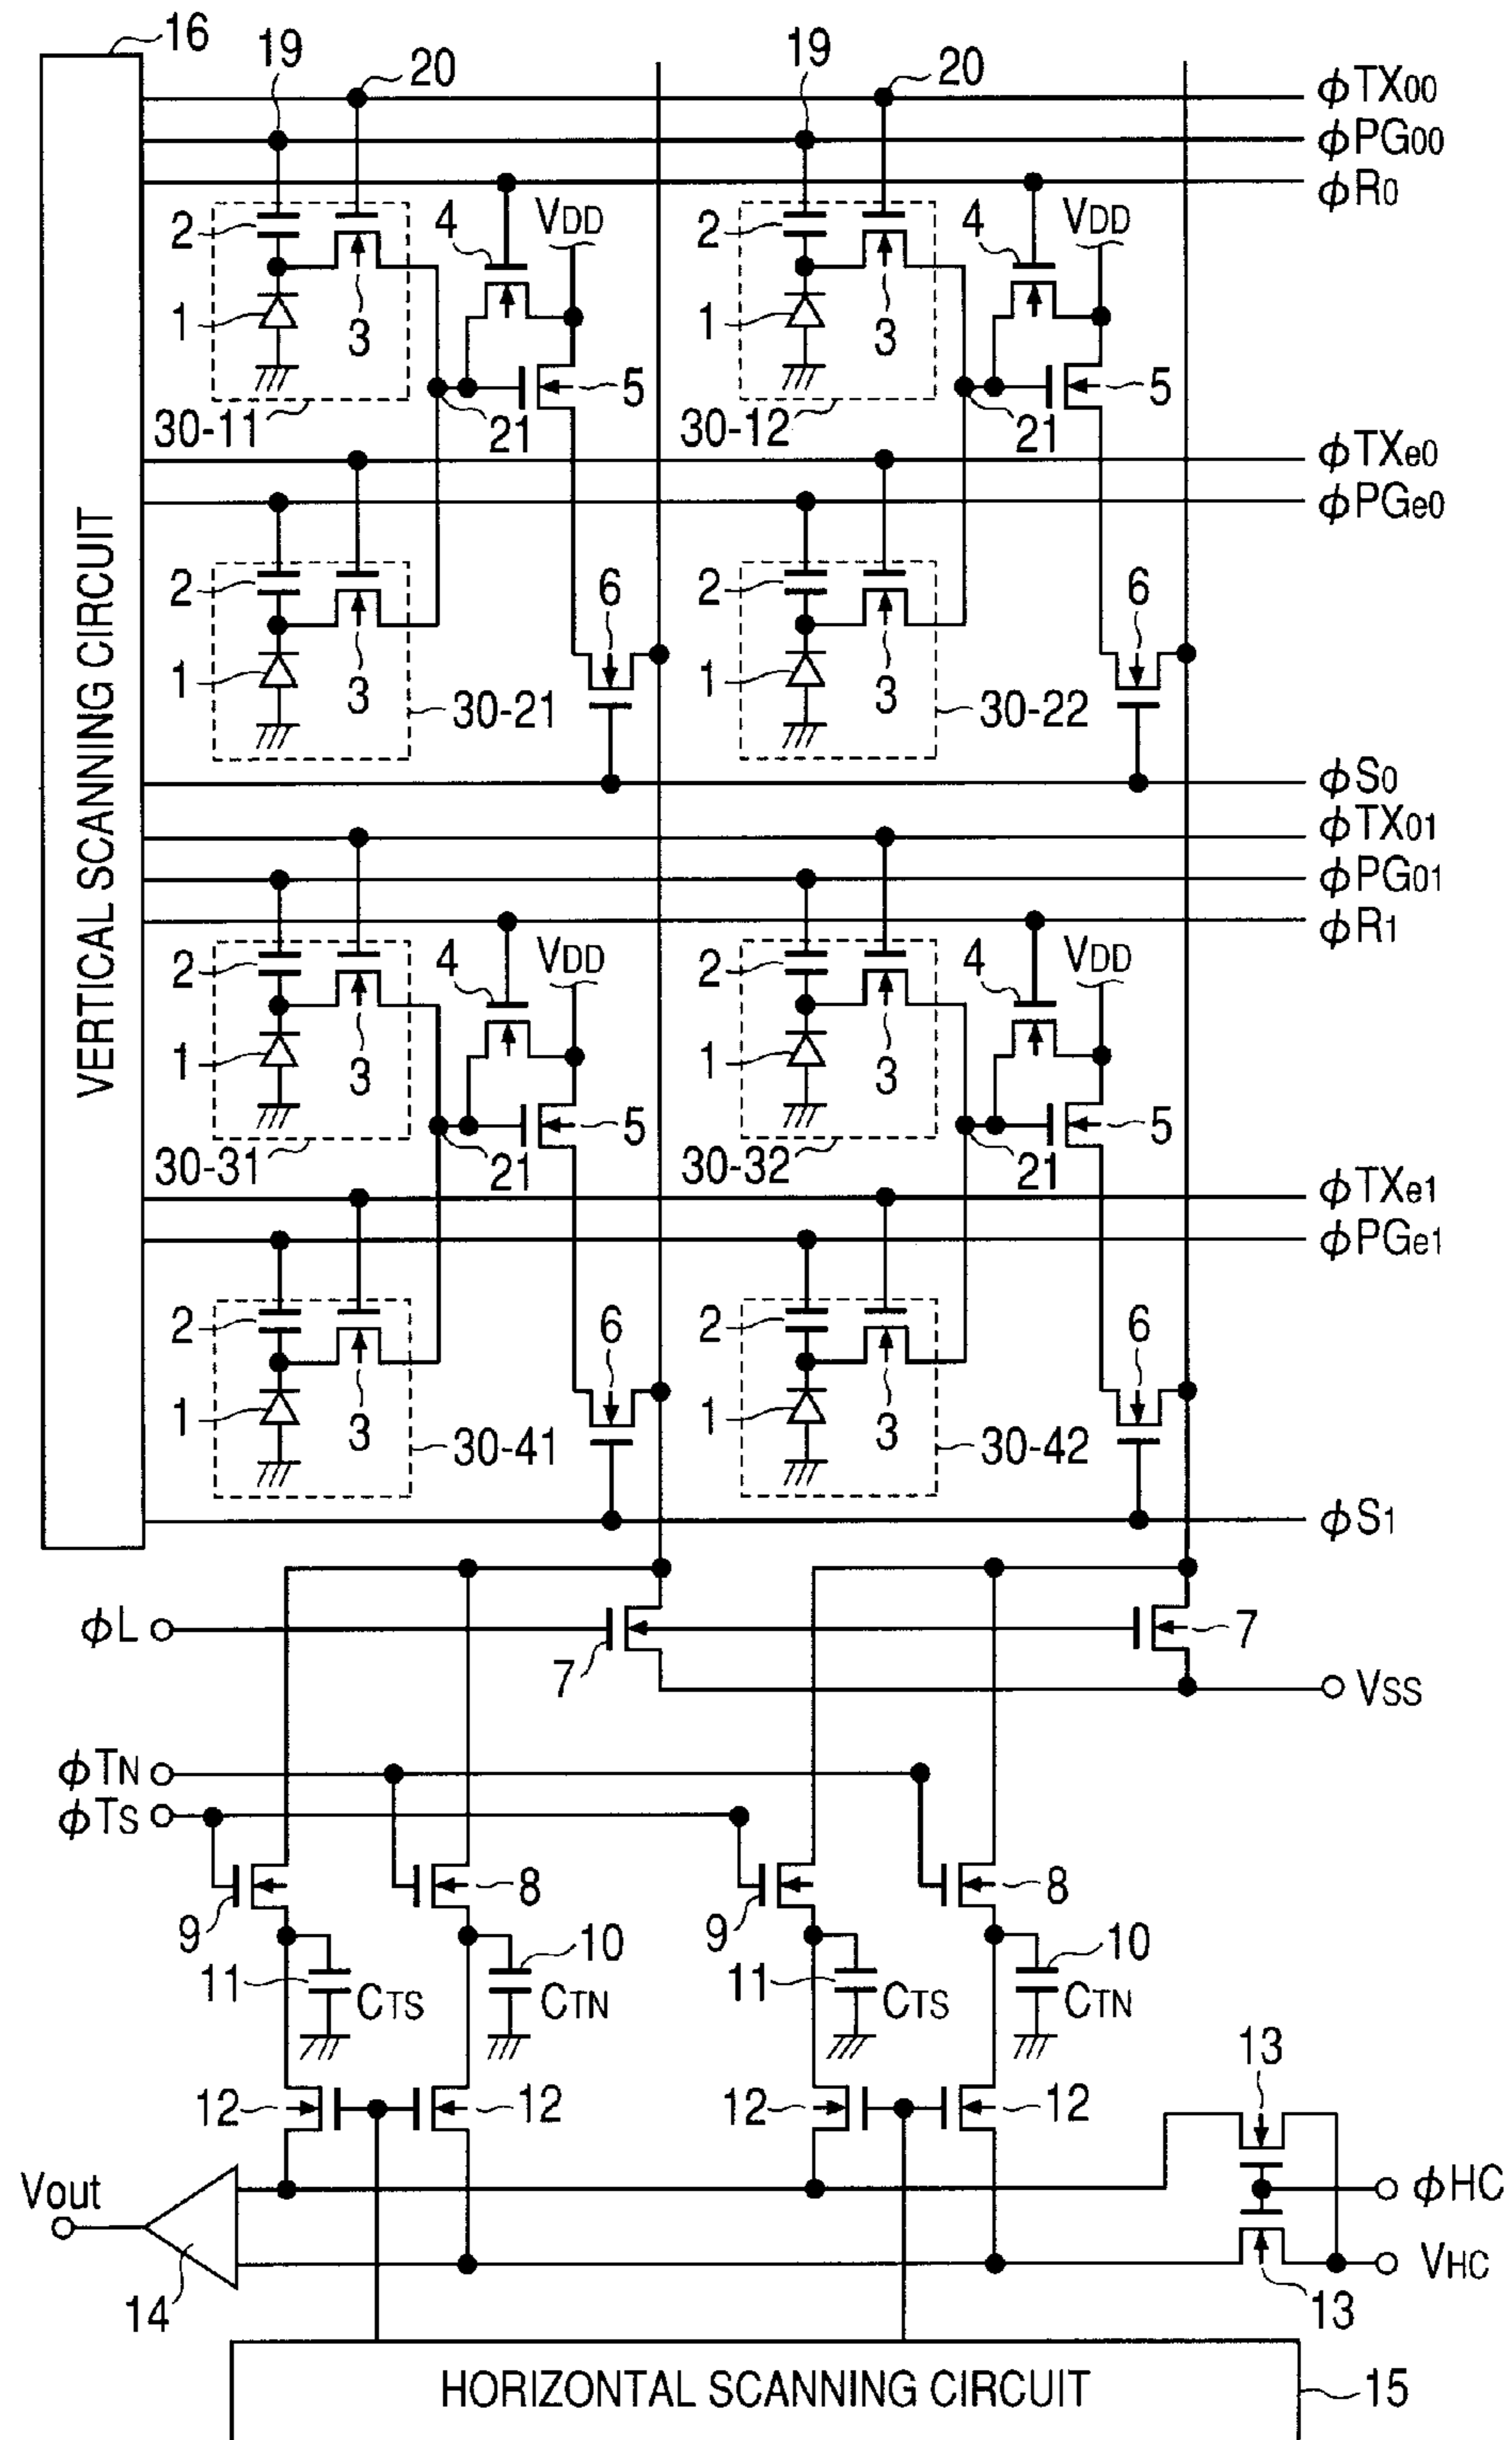 16
19
20
19
20
ϕTX00
ϕPG00
ϕR0
2
4
VDD
2
4
VDD
1
3
5
1
3
5
30-11
21
30-12
21
ϕTXe0
ϕPGe0
VERTICAL SCANNING CIRCUIT
2
6
2
6
1
3
30-21
1
3
30-22
ϕS0
ϕTX01
ϕPG01
ϕR1
2
4
VDD
2
4
VDD
1
3
5
1
3
5
30-31
21
30-32
21
ϕTXe1
ϕPGe1
2
6
2
6
1
3
30-41
1
3
30-42
ϕS1
ϕL
7
7
VSS
ϕTN
ϕTS
9
8
9
8
11
CTS
10
CTN
11
CTS
10
CTN
12
12
12
12
13
Vout
14
ϕHC
VHC
13
HORIZONTAL SCANNING CIRCUIT
15